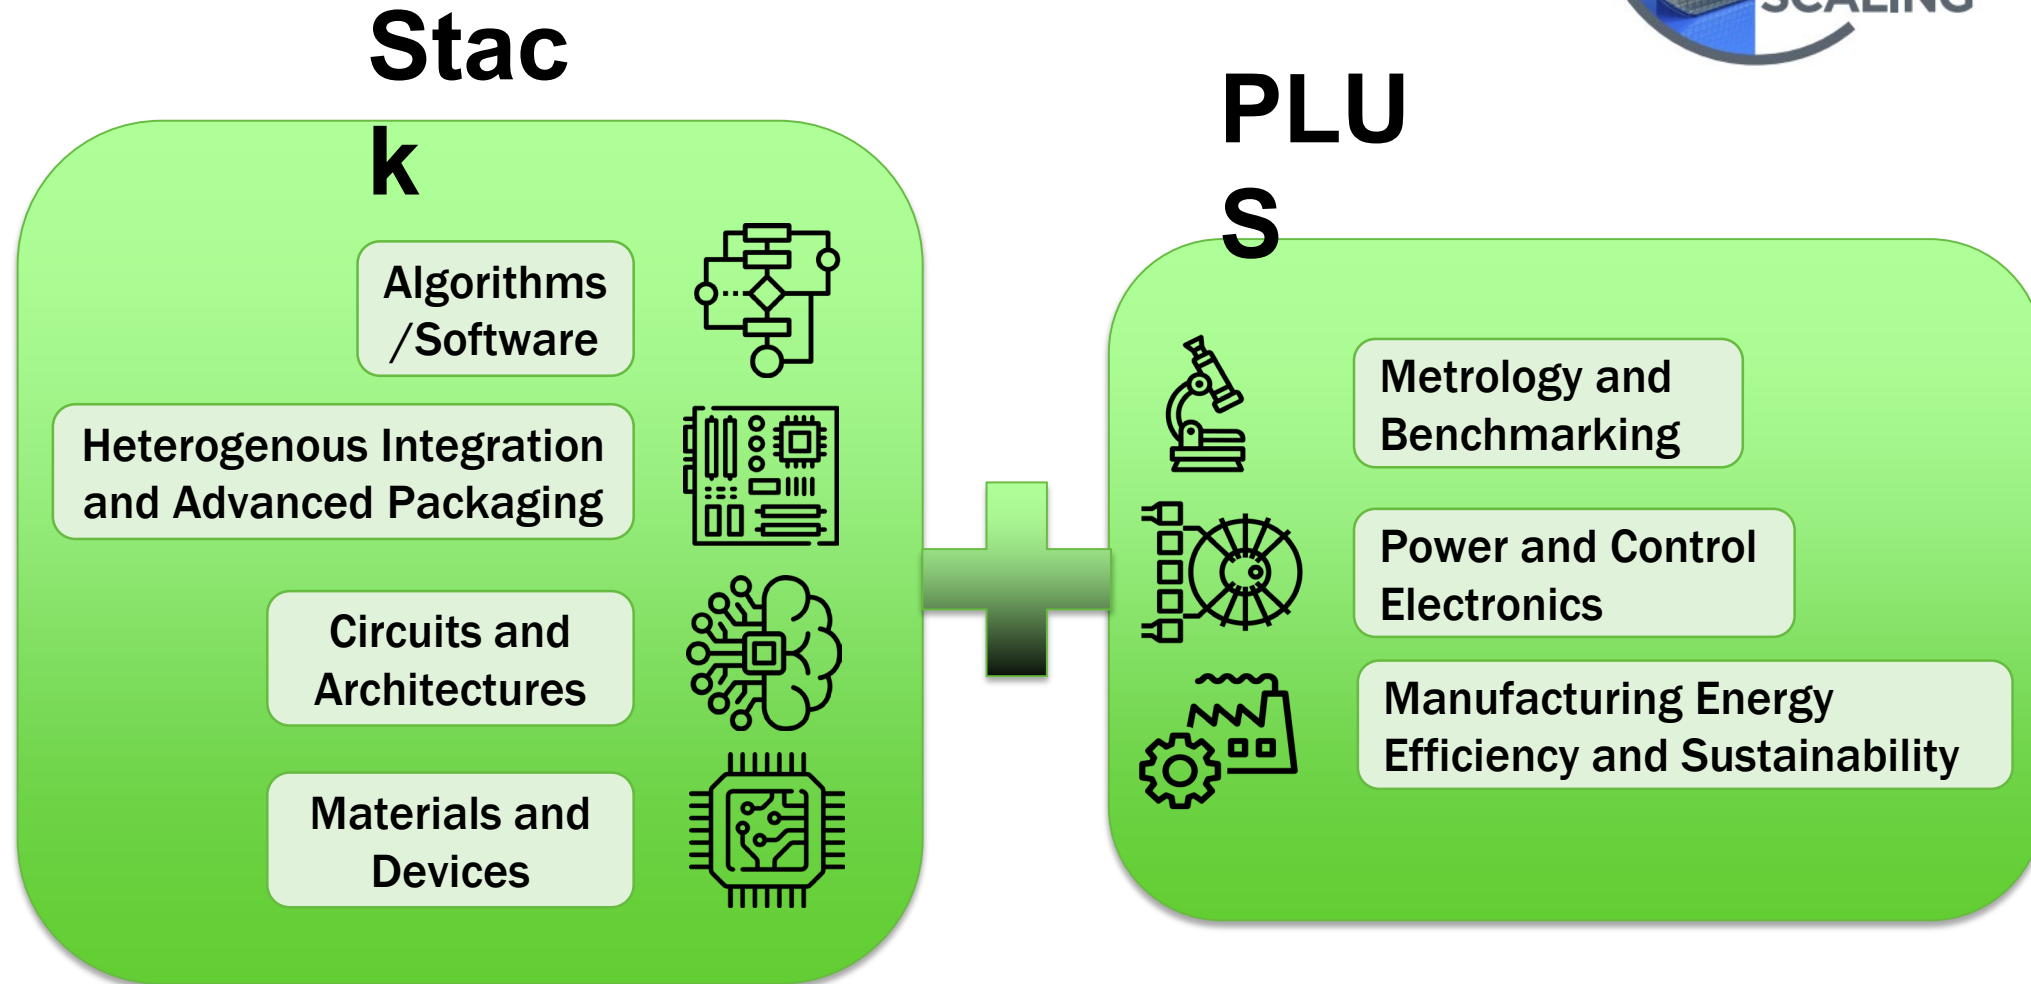 Stac
k
Algorithms
/Software
Heterogenous Integration
and Advanced Packaging
Circuits and
Architectures
Materials and
Devices
SCALING
PLU
S
Metrology and
Benchmarking
Power and Control
Electronics
Manufacturing Energy
Efficiency and Sustainability